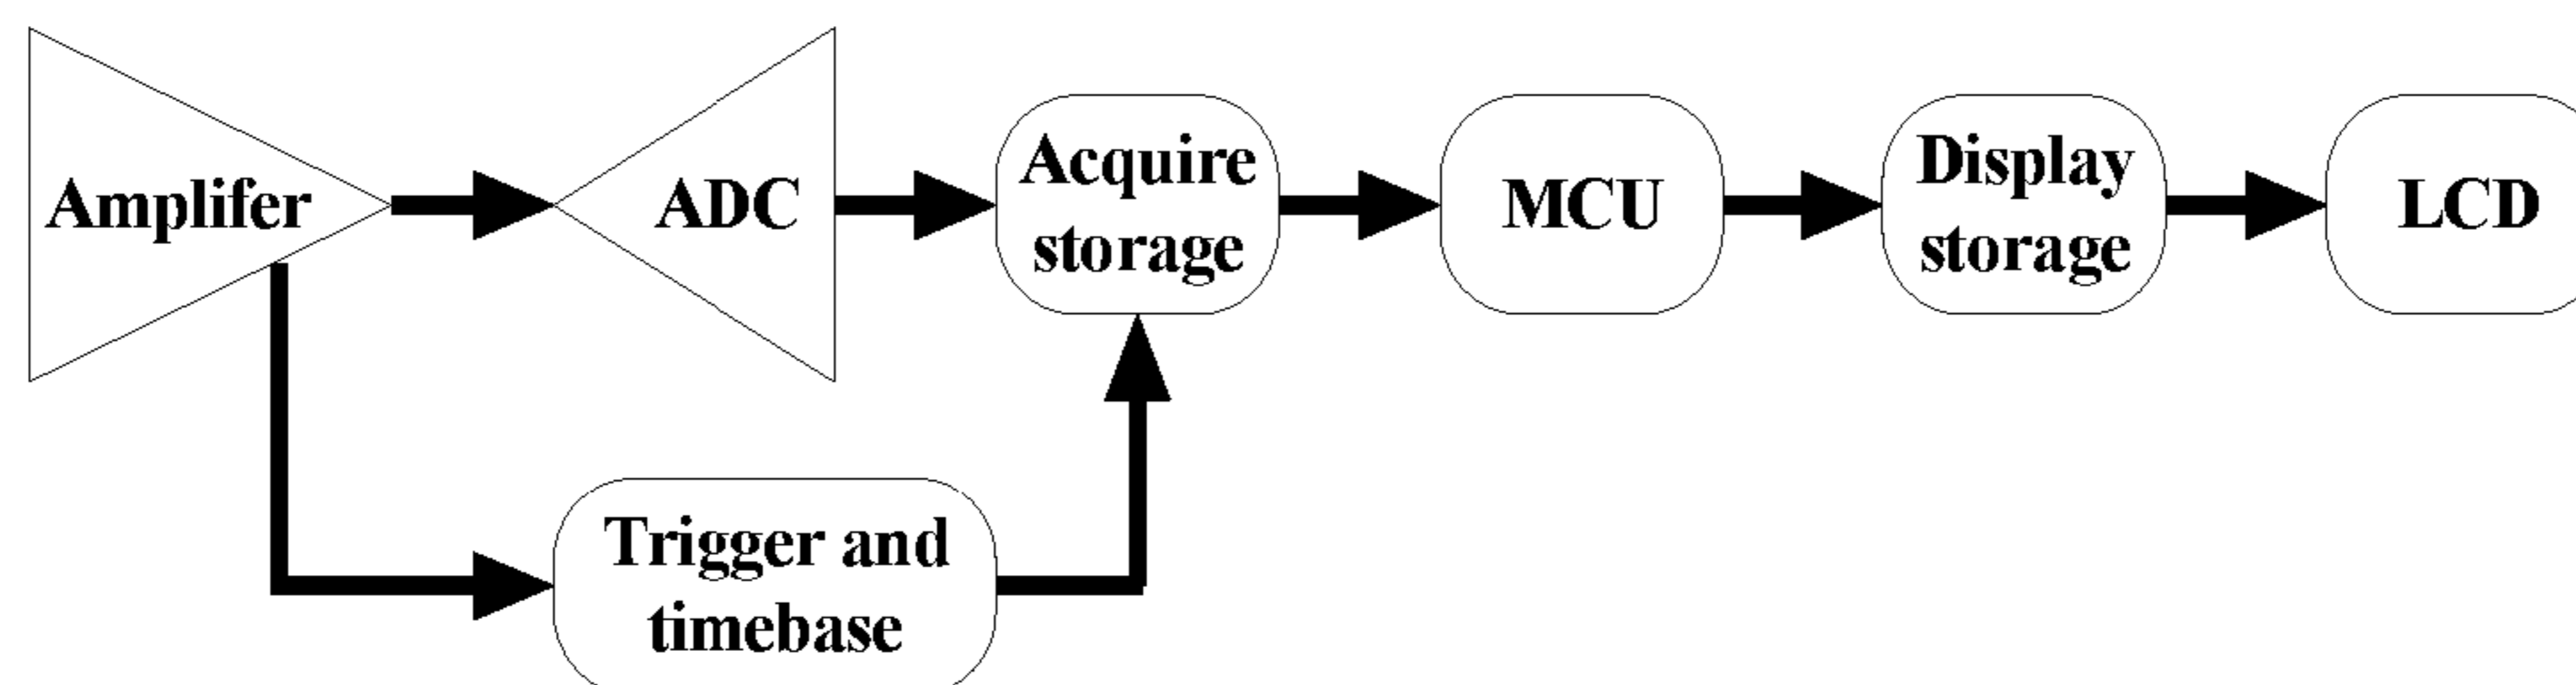 Amplifer
ADC
Acquire
storage
MCU
Display
storage
LCD
Trigger and
timebase